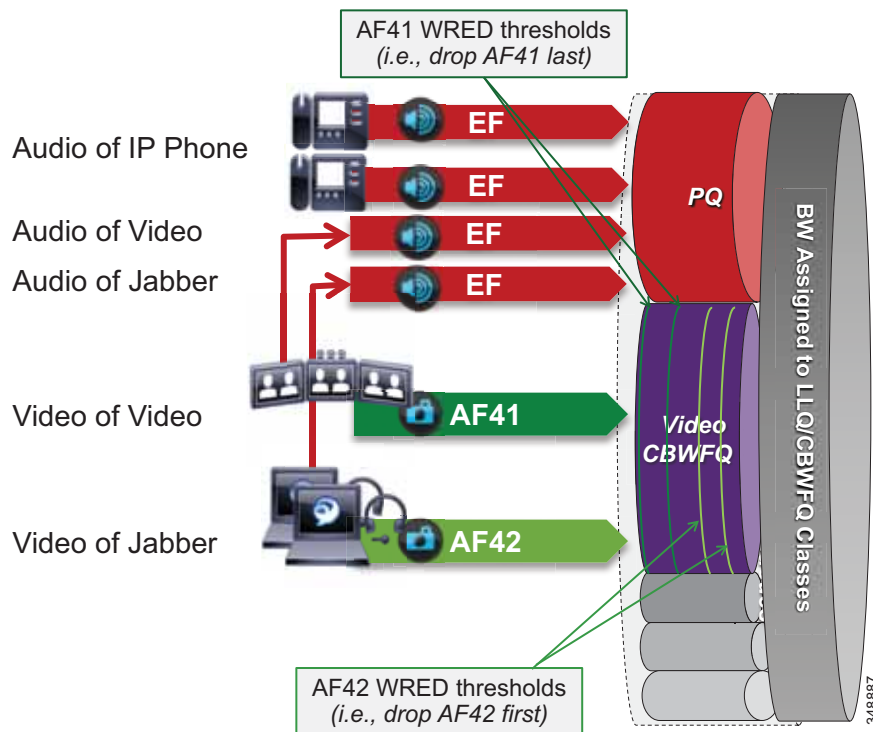 AF41 WRED thresholds
(i.e., drop AF41 last)
Audio of IP Phone
EF
EF
Audio of Video
EF
Audio of Jabber
EF
PQ
Video of Video
AF41
Video
CBWFQ
Video of Jabber
AF42
BW Assigned to LLQ/CBWFQ Classes
AF42 WRED thresholds
(i.e., drop AF42 first)
348887